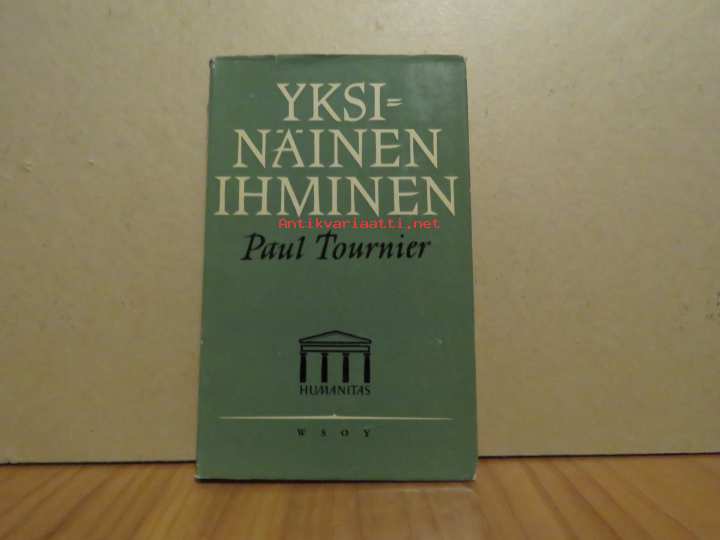 YKSI=
NÄINEN
IHMINEN
Antikvariaatti.net
Paul Tournier
HUMANITAS
WSOY